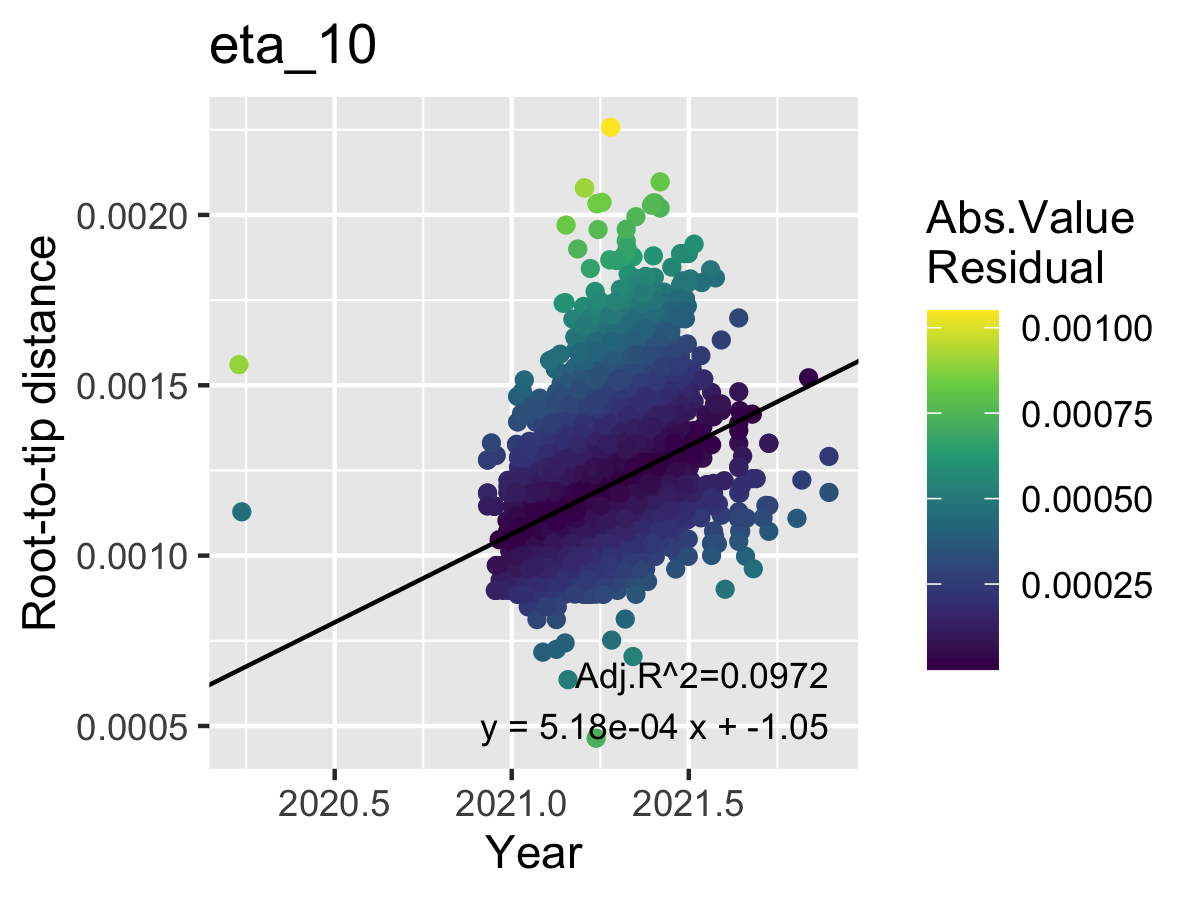 eta_10
Root-to-tip distance
0.0020
0.0015
0.0010
0.0005
Adj.R^2=0.0972
y = 5.18e-04 x + -1.05
2020.5
2021.0
2021.5
Year
Abs.Value
Residual
0.00100
0.00075
0.00050
0.00025